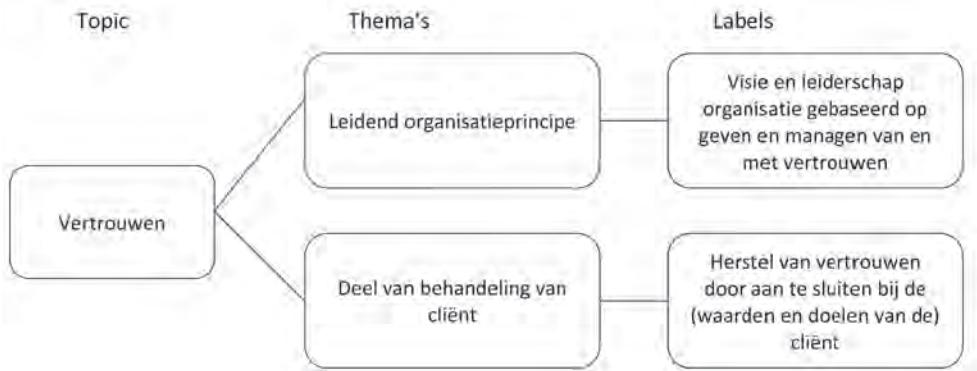 Topic
Thema's
Labels
Vertrouwen
Leidend organisatieprincipe
Visie en leiderschap
organisatie gebaseerd op
geven en managen van en
met vertrouwen
Deel van behandeling van
cliënt
Herstel van vertrouwen
door aan te sluiten bij de
(waarden en doelen van de)
cliënt